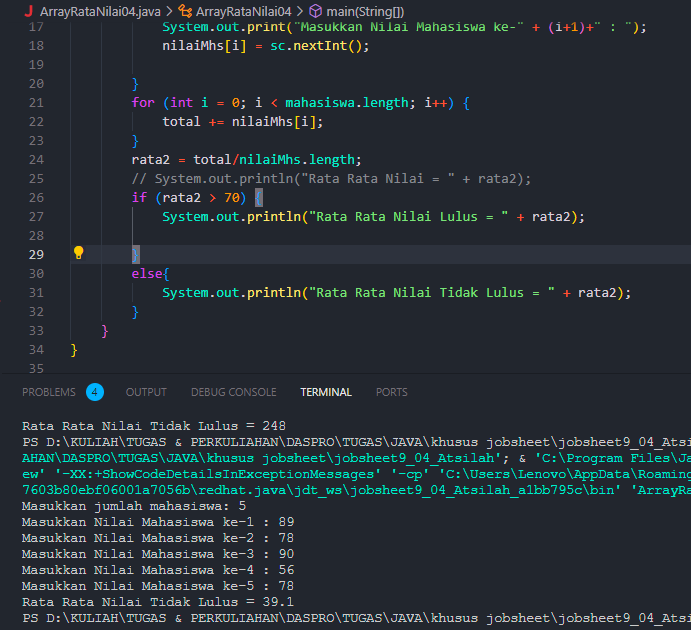 ArrayRataNilai04.java > ArrayRataNilai04 > main(String[])
17 System.out.print("Masukkan Nilai Mahasiswa ke-" + (i+1)+" : ");
18 nilaiMhs[i] = sc.nextInt();
19
20 }
21 for (int i = 0; i < mahasiswa.length; i++) {
22 total += nilaiMhs[i];
23 }
24 rata2 = total/nilaiMhs.length;
25 // System.out.println("Rata Rata Nilai = " + rata2);
26 if (rata2 > 70) {
27 System.out.println("Rata Rata Nilai Lulus = " + rata2);
28
29 }
30 else{
31 System.out.println("Rata Rata Nilai Tidak Lulus = " + rata2);
32 }
33 }
34 }
35
PROBLEMS 4 OUTPUT DEBUG CONSOLE TERMINAL PORTS
Rata Rata Nilai Tidak Lulus = 248
PS D:\KULIAH\TUGAS & PERKULIAHAN\DASPRO\TUGAS\JAVA\khusus jobsheet\jobsheet9_04_Atsi
AHAN\DASPRO\TUGAS\JAVA\khusus jobsheet\jobsheet9_04_Atsilah'; & 'C:\Program Files\Ja
ew' '-XX:+ShowCodeDetailsInExceptionMessages' '-cp' 'C:\Users\Lenovo\AppData\Roaming
7603b80ebf06001a7056b\redhat.java\jdt_ws\jobsheet9_04_Atsilah_a1bb795c\bin' 'ArrayRa
Masukkan jumlah mahasiswa: 5
Masukkan Nilai Mahasiswa ke-1 : 89
Masukkan Nilai Mahasiswa ke-2 : 78
Masukkan Nilai Mahasiswa ke-3 : 90
Masukkan Nilai Mahasiswa ke-4 : 56
Masukkan Nilai Mahasiswa ke-5 : 78
Rata Rata Nilai Tidak Lulus = 39.1
PS D:\KULIAH\TUGAS & PERKULIAHAN\DASPRO\TUGAS\JAVA\khusus jobsheet\jobsheet9_04_Atsi